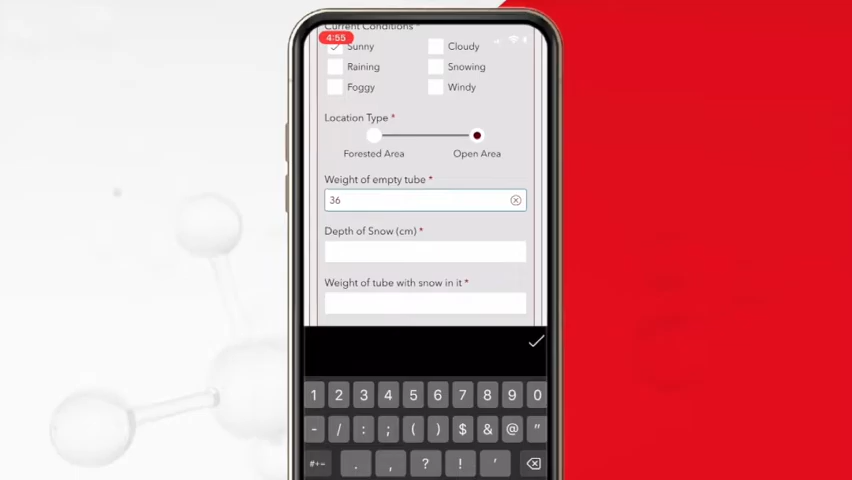 Current Conditions *
4:55
Sunny Cloudy
Raining Snowing
Foggy Windy
Location Type *
Forested Area Open Area
Weight of empty tube *
36
Depth of Snow (cm) *
Weight of tube with snow in it *
1 2 3 4 5 6 7 8 9 0
- / : ; ( ) $ & @ "
#+= . , ? ! '